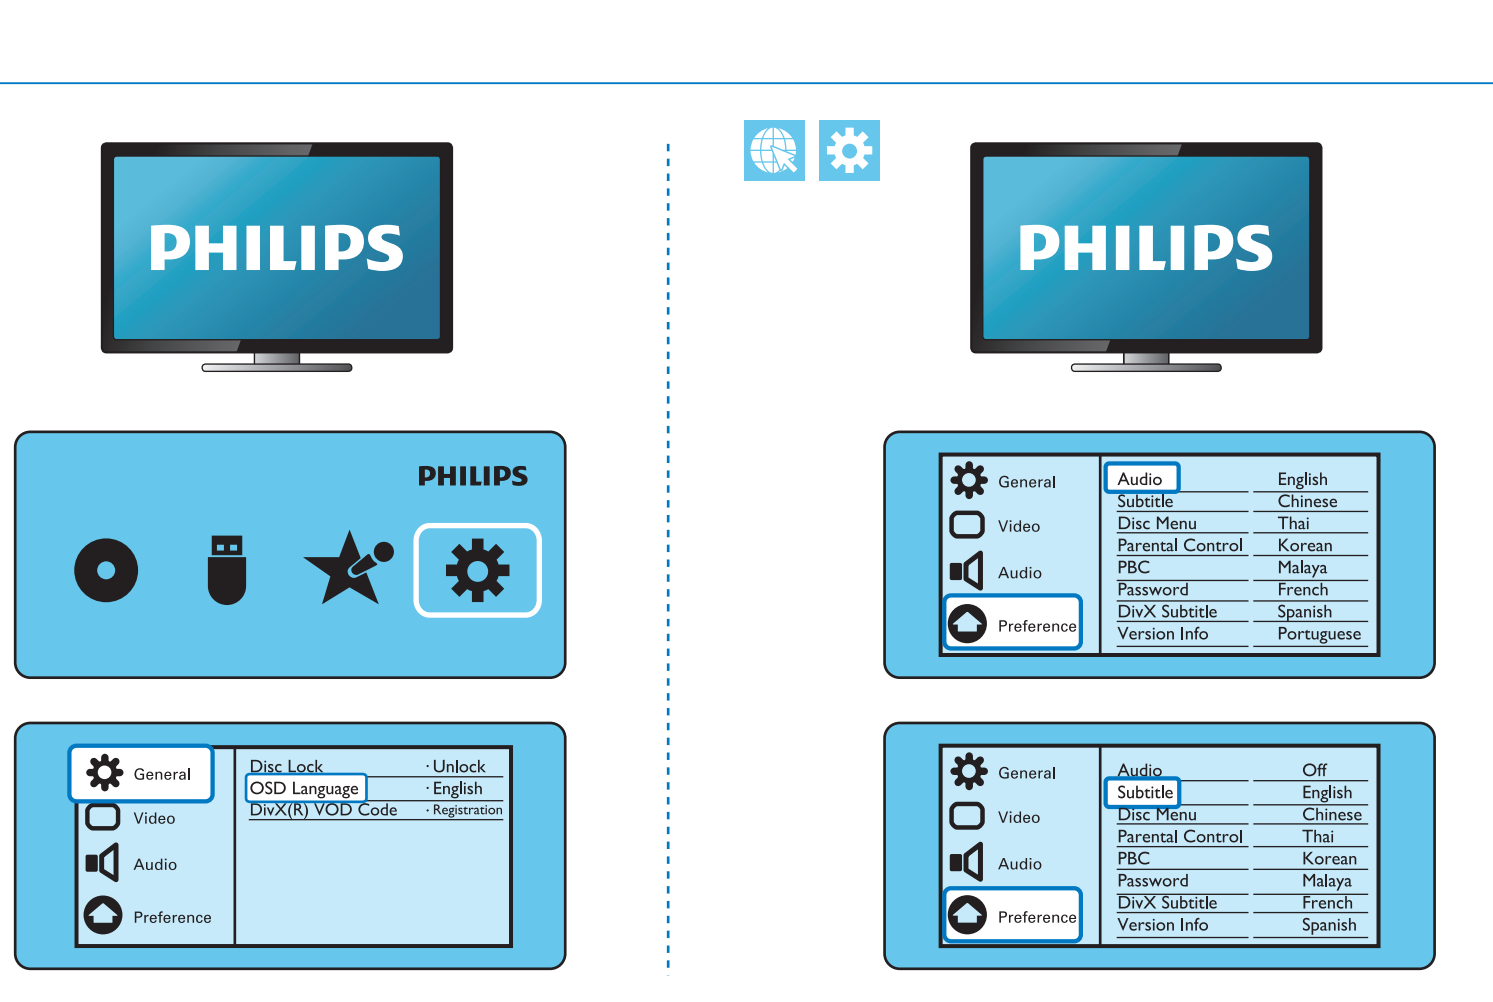 PHILIPS
PHILIPS
General
Disc Lock · Unlock
OSD Language · English
DivX(R) VOD Code · Registration
Video
Audio
Preference
PHILIPS
General
Video
Audio
Preference
Audio English
Subtitle Chinese
Disc Menu Thai
Parental Control Korean
PBC Malaya
Password French
DivX Subtitle Spanish
Version Info Portuguese
General
Video
Audio
Preference
Audio Off
Subtitle English
Disc Menu Chinese
Parental Control Thai
PBC Korean
Password Malaya
DivX Subtitle French
Version Info Spanish